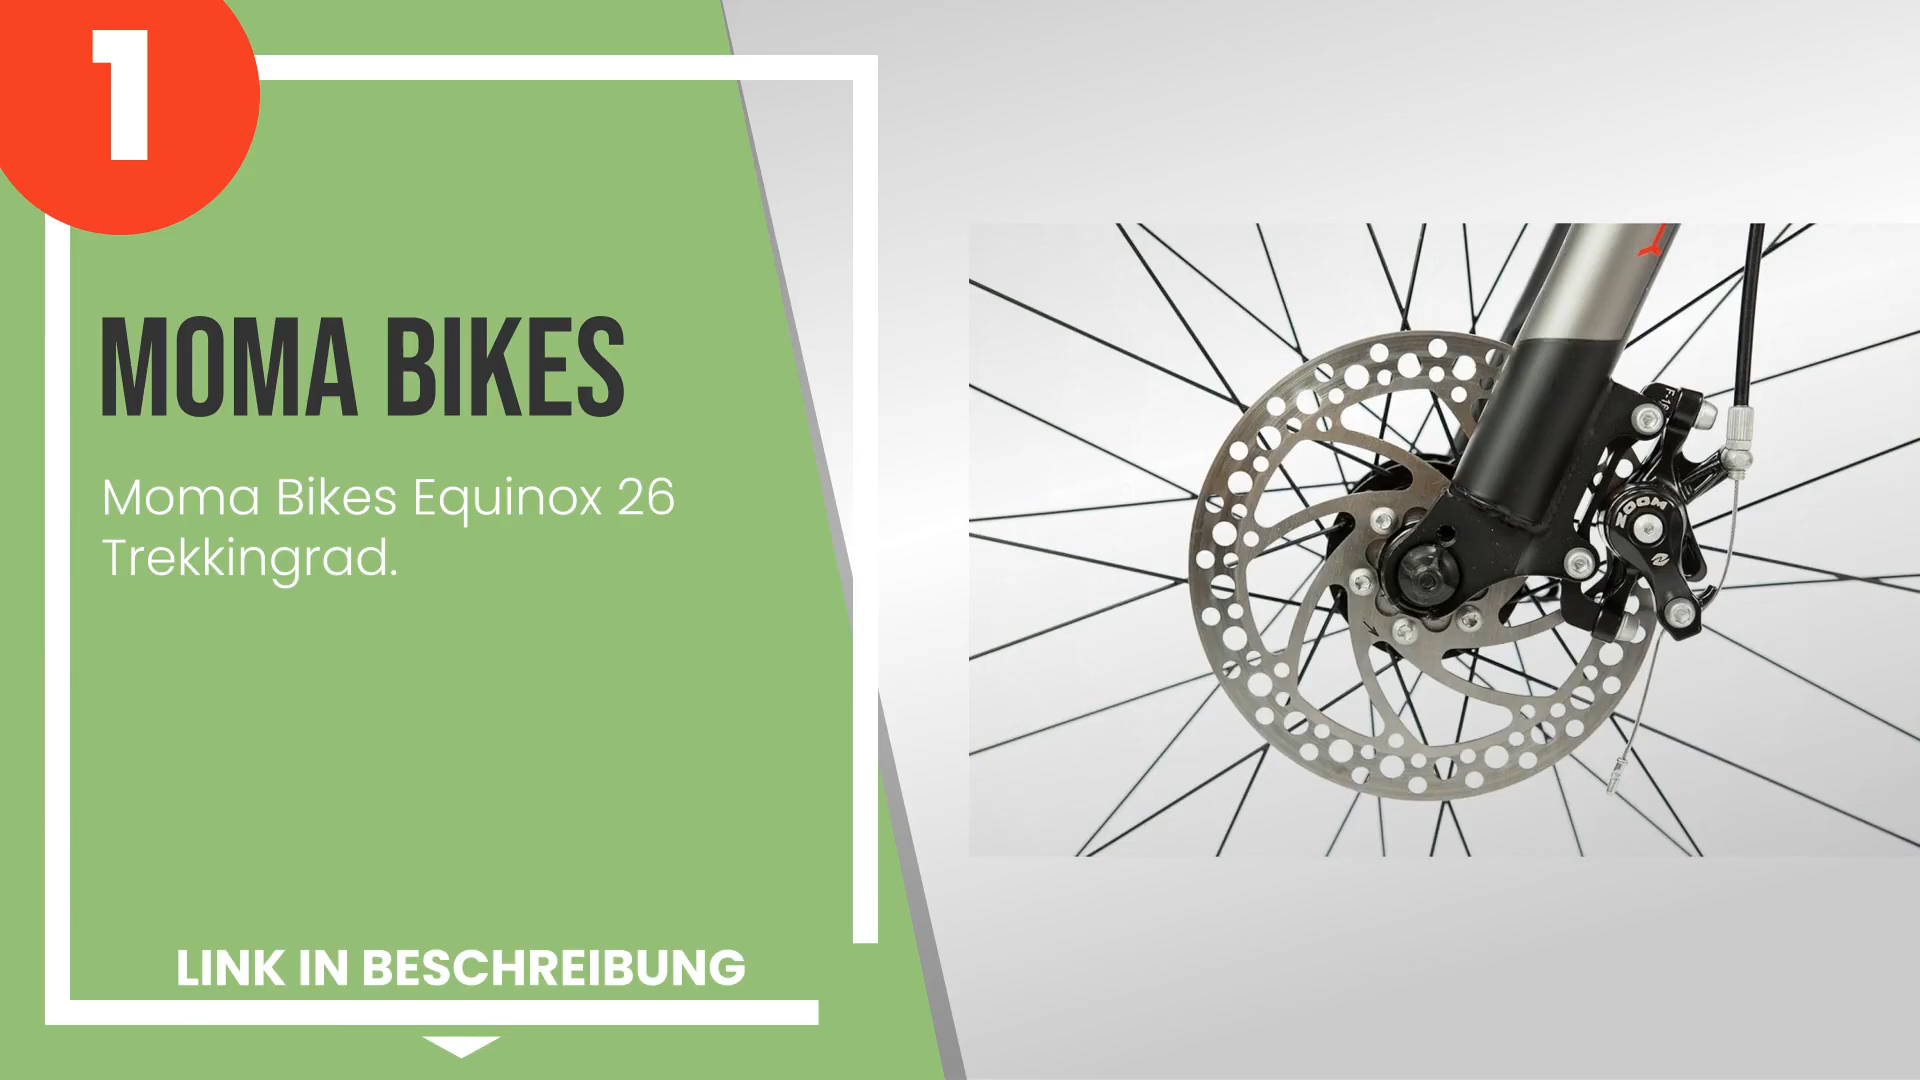 1
MOMA BIKES
Moma Bikes Equinox 26
Trekkingrad.
ZOOM
LINK IN BESCHREIBUNG